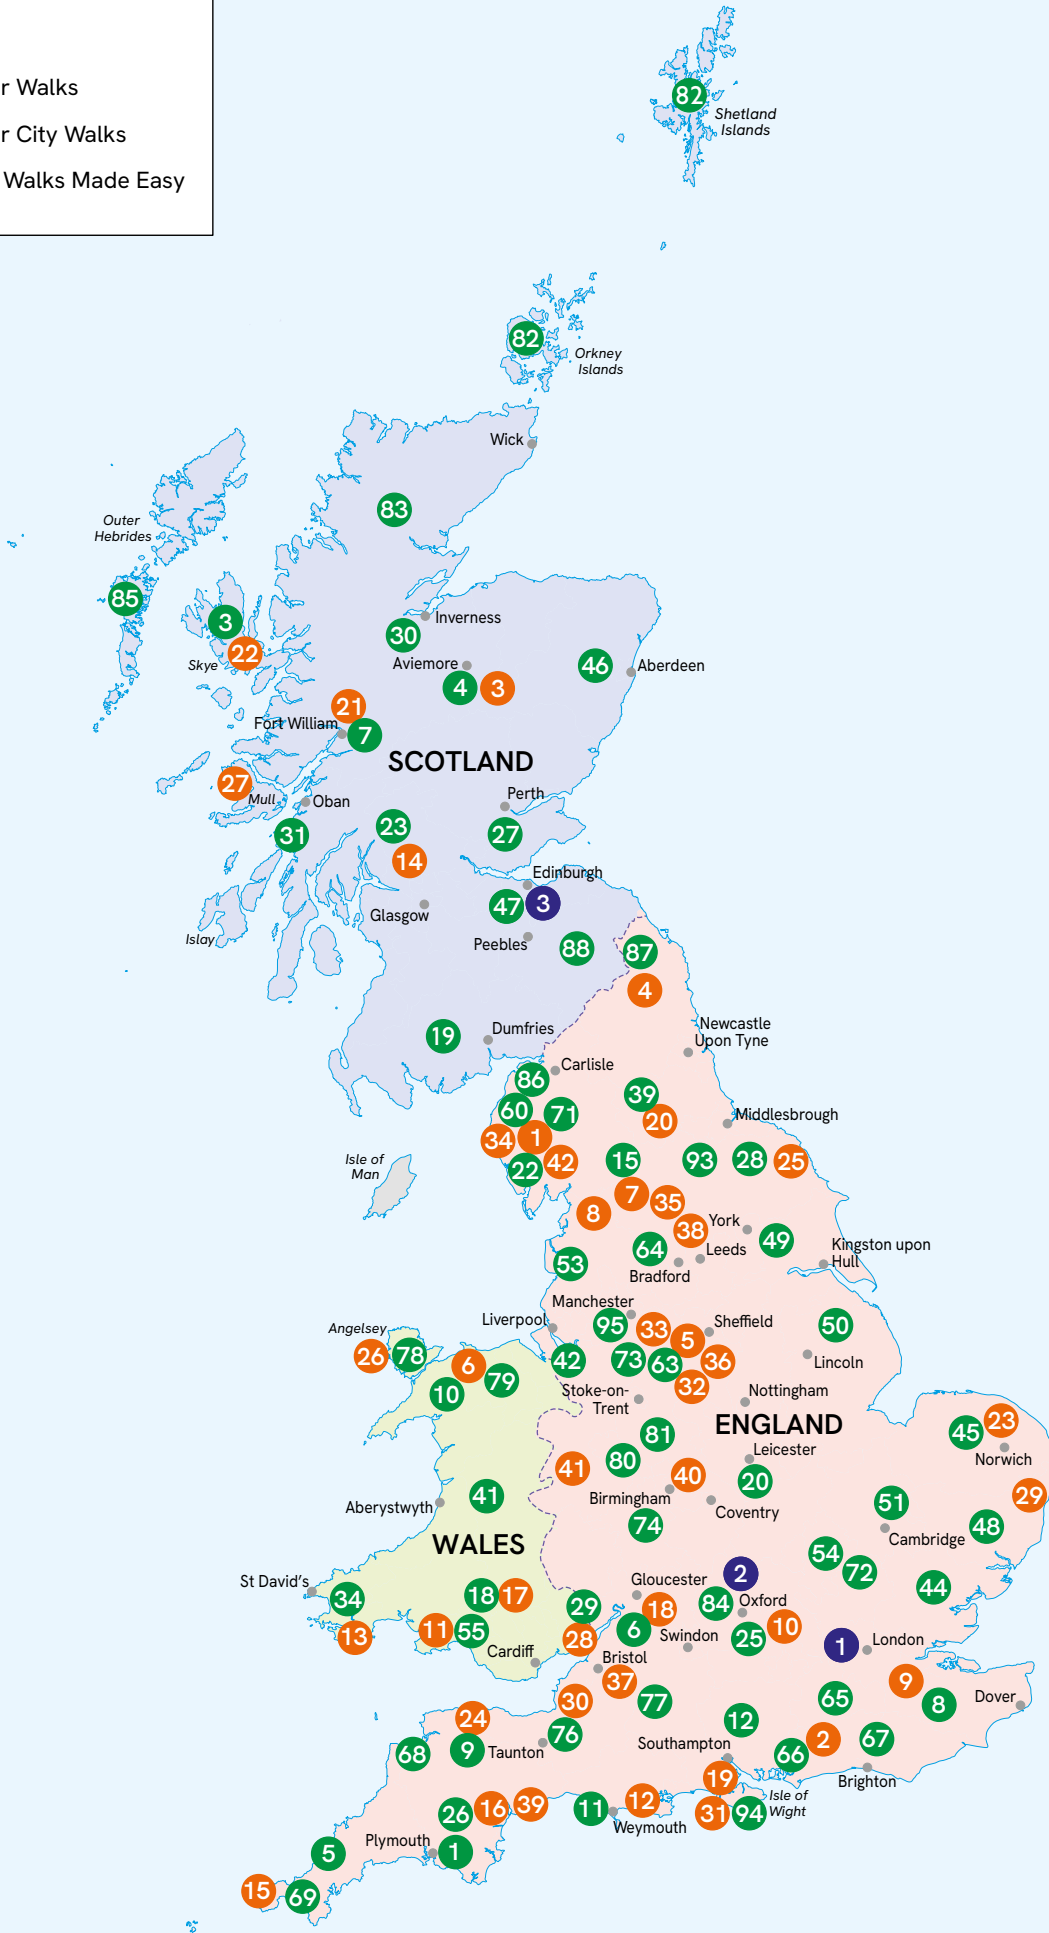 r Walks
r City Walks
Walks Made Easy
82
Shetland
Islands
82
Orkney
Islands
Wick
83
Outer
Hebrides
85
3
22
Skye
Inverness
30
Aviemore
4
3
46
Aberdeen
21
Fort William
7
SCOTLAND
27
Mull
Oban
Perth
31
23
27
14
Edinburgh
47
3
Glasgow
Peebles
88
87
Islay
4
19
Dumfries
Newcastle
Upon Tyne
Carlisle
86
39
60
71
20
Middlesbrough
34
1
42
22
15
93
28
25
Isle of
Man
7
35
8
38
York
49
64
Leeds
Kingston upon
Hull
53
Bradford
Manchester
Liverpool
95
33
5
Sheffield
50
Angelsey
26
78
6
79
10
42
73
63
36
Lincoln
32
Stoke-on-
Trent
Nottingham
ENGLAND
45
23
Norwich
81
Leicester
41
80
40
20
29
Birmingham
Coventry
51
Aberystwyth
41
74
Cambridge
48
WALES
54
72
St David's
34
18
17
Gloucester
2
44
29
84
Oxford
13
11
55
28
6
18
Swindon
25
10
1
London
Cardiff
Bristol
37
9
8
Dover
30
77
65
24
12
68
9
Taunton
76
Southampton
66
2
67
Brighton
19
26
16
39
11
12
31
94
Isle of
Wight
Weymouth
Plymouth
1
5
15
69